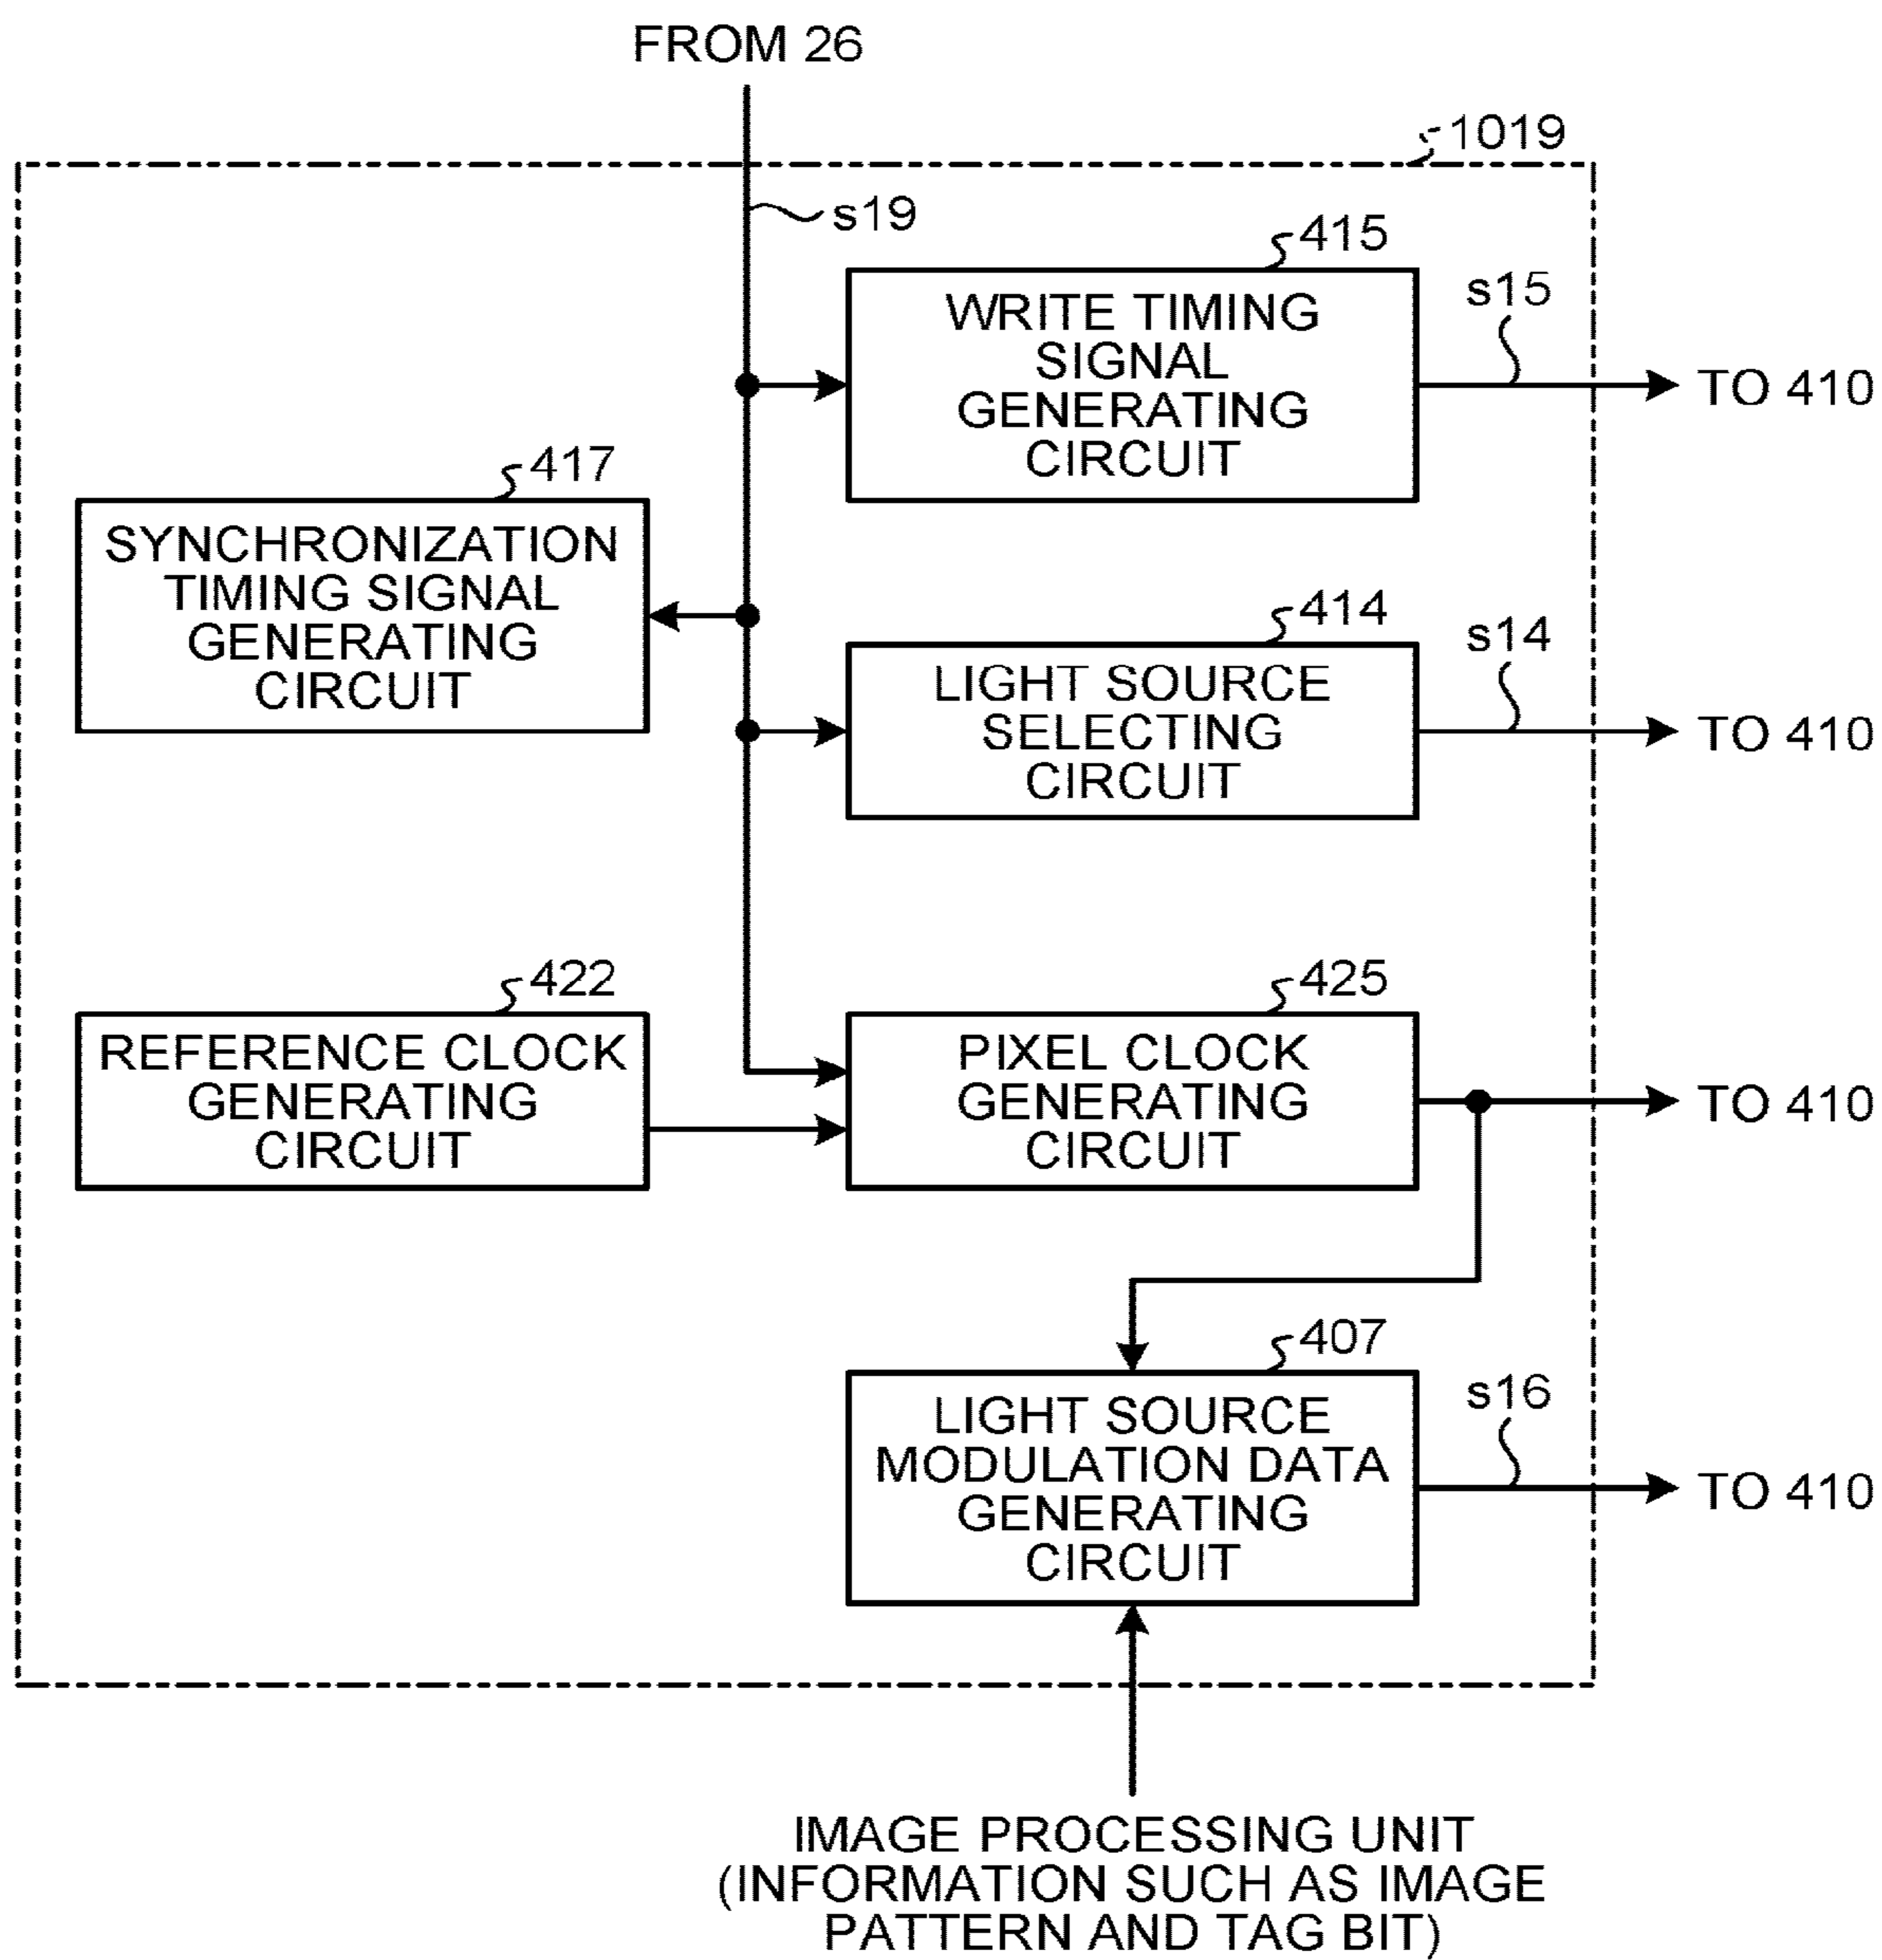 FROM 26
1019
s19
415
WRITE TIMING
SIGNAL
GENERATING
CIRCUIT
s15
TO 410
417
SYNCHRONIZATION
TIMING SIGNAL
GENERATING
CIRCUIT
414
LIGHT SOURCE
SELECTING
CIRCUIT
s14
TO 410
422
REFERENCE CLOCK
GENERATING
CIRCUIT
425
PIXEL CLOCK
GENERATING
CIRCUIT
TO 410
407
LIGHT SOURCE
MODULATION DATA
GENERATING
CIRCUIT
s16
TO 410
IMAGE PROCESSING UNIT
(INFORMATION SUCH AS IMAGE
PATTERN AND TAG BIT)